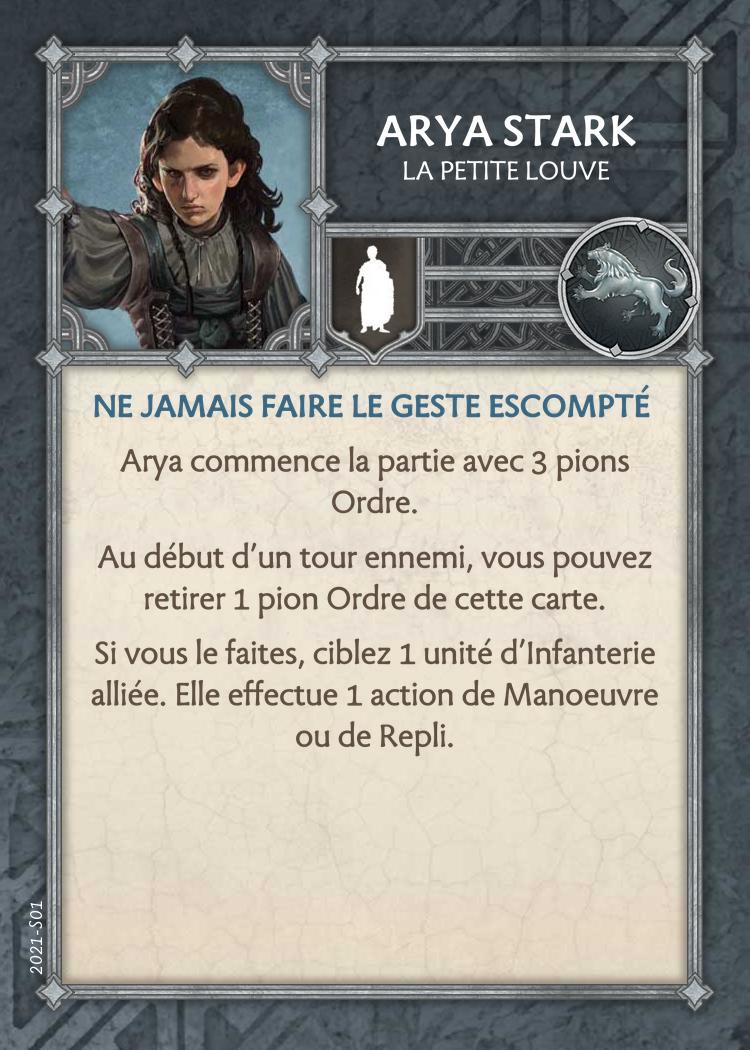 ARYA STARK
LA PETITE LOUVE
NE JAMAIS FAIRE LE GESTE ESCOMPTÉ
Arya commence la partie avec 3 pions
Ordre.
Au début d'un tour ennemi, vous pouvez
retirer 1 pion Ordre de cette carte.
Si vous le faites, ciblez 1 unité d'Infanterie
alliée. Elle effectue 1 action de Manoeuvre
ou de Repli.
2021-S01